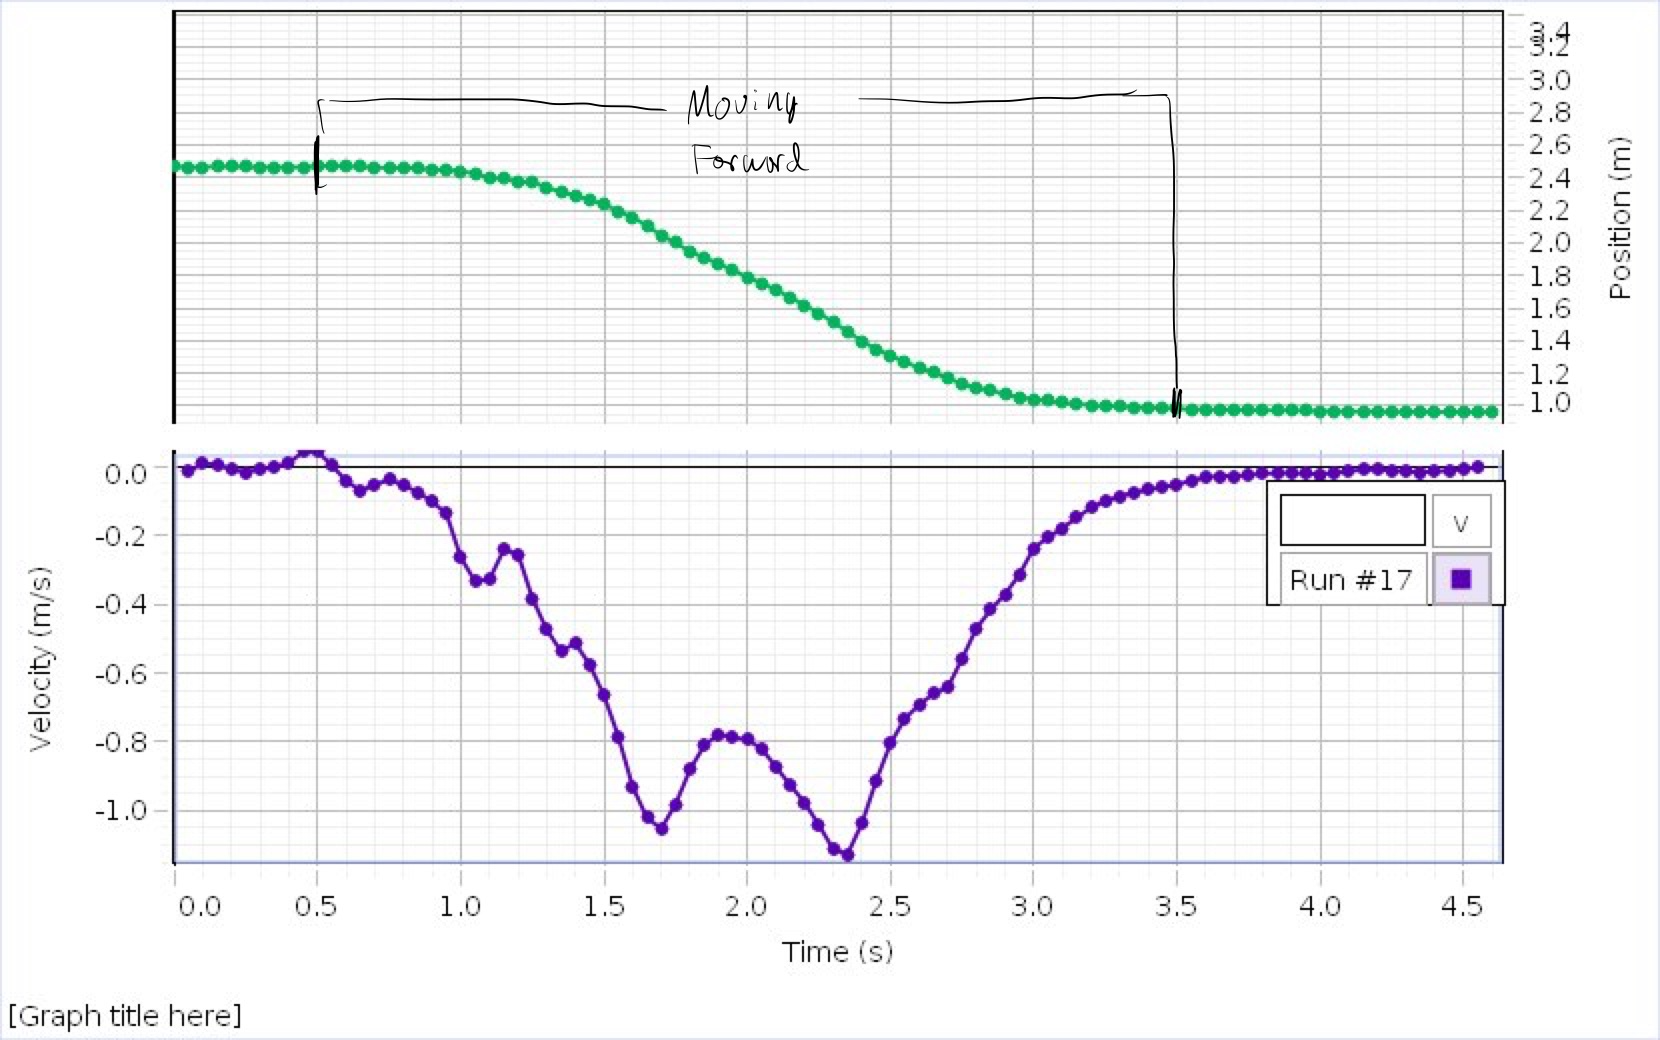 3.4
3.2
3.0
2.8
2.6
2.4
2.2
2.0
1.8
1.6
1.4
1.2
1.0
Position (m)
Moving
Forward
0.0
-0.2
-0.4
-0.6
-0.8
-1.0
Velocity (m/s)
v
Run #17
0.0 0.5 1.0 1.5 2.0 2.5 3.0 3.5 4.0 4.5
Time (s)
[Graph title here]